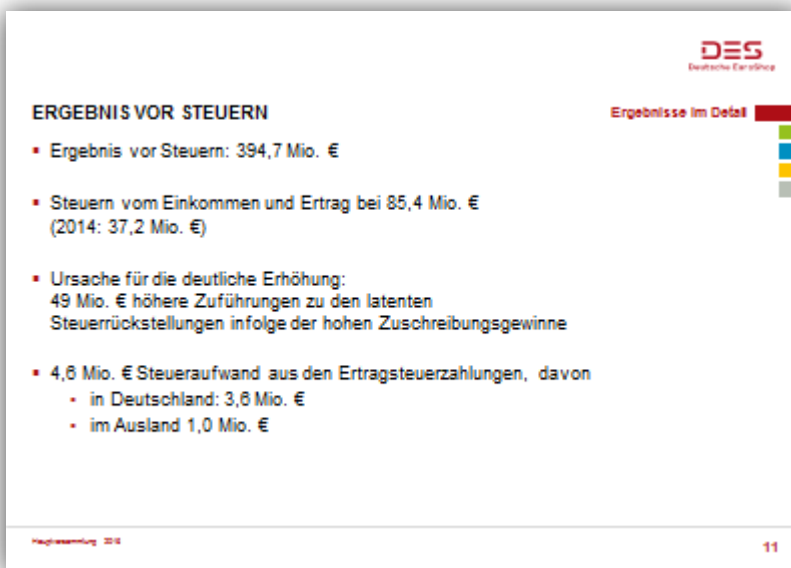 DES
Deutsche EuroShop
ERGEBNIS VOR STEUERN
Ergebnisse im Detail
▪ Ergebnis vor Steuern: 394,7 Mio. €
▪ Steuern vom Einkommen und Ertrag bei 85,4 Mio. €
(2014: 37,2 Mio. €)
▪ Ursache für die deutliche Erhöhung:
49 Mio. € höhere Zuführungen zu den latenten
Steuerrückstellungen infolge der hohen Zuschreibungsgewinne
▪ 4,6 Mio. € Steueraufwand aus den Ertragsteuerzahlungen, davon
▪ in Deutschland: 3,6 Mio. €
▪ im Ausland 1,0 Mio. €
Hauptversammlung 2016
11